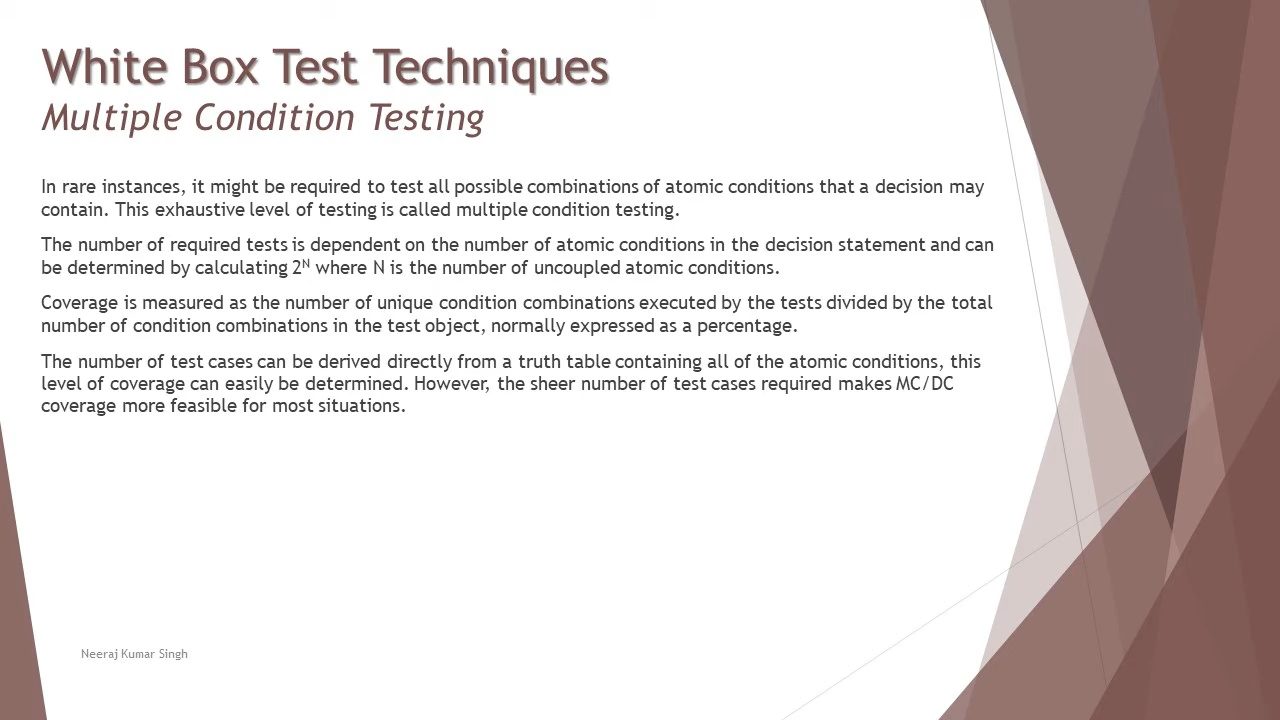 White Box Test Techniques
Multiple Condition Testing
In rare instances, it might be required to test all possible combinations of atomic conditions that a decision may
contain. This exhaustive level of testing is called multiple condition testing.
The number of required tests is dependent on the number of atomic conditions in the decision statement and can
be determined by calculating 2ᴺ where N is the number of uncoupled atomic conditions.
Coverage is measured as the number of unique condition combinations executed by the tests divided by the total
number of condition combinations in the test object, normally expressed as a percentage.
The number of test cases can be derived directly from a truth table containing all of the atomic conditions, this
level of coverage can easily be determined. However, the sheer number of test cases required makes MC/DC
coverage more feasible for most situations.
Neeraj Kumar Singh